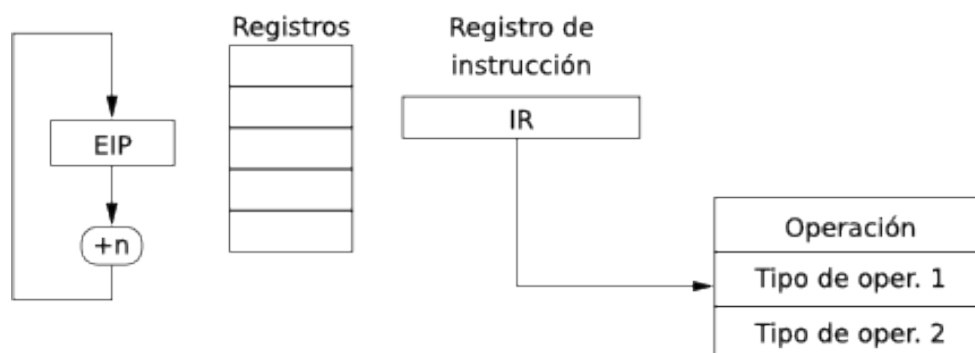 Registros
Registro de
instrucción
IR
EIP
+n
Operación
Tipo de oper. 1
Tipo de oper. 2